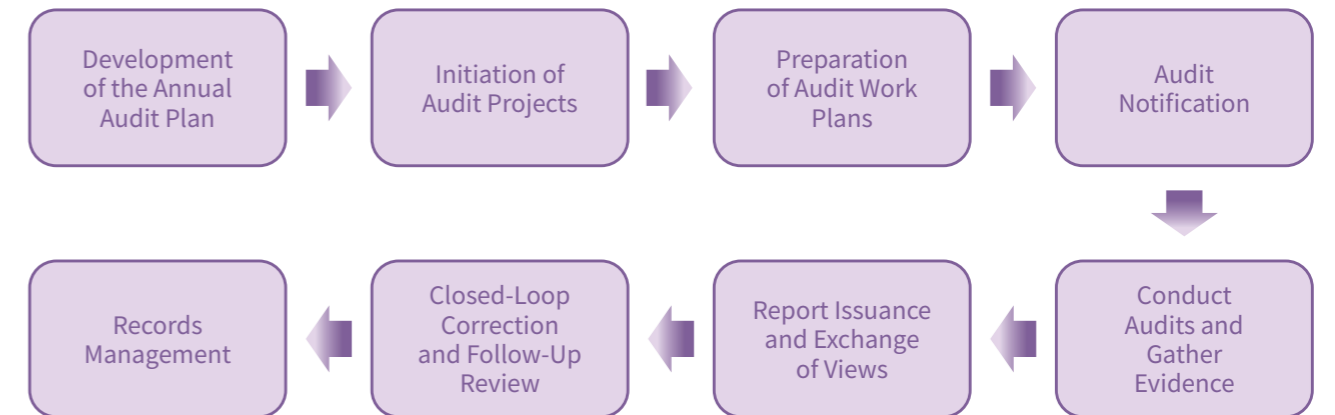 Development
of the Annual
Audit Plan
Initiation of
Audit Projects
Preparation
of Audit Work
Plans
Audit
Notification
Conduct
Audits and
Gather
Evidence
Report Issuance
and Exchange
of Views
Closed-Loop
Correction
and Follow-Up
Review
Records
Management